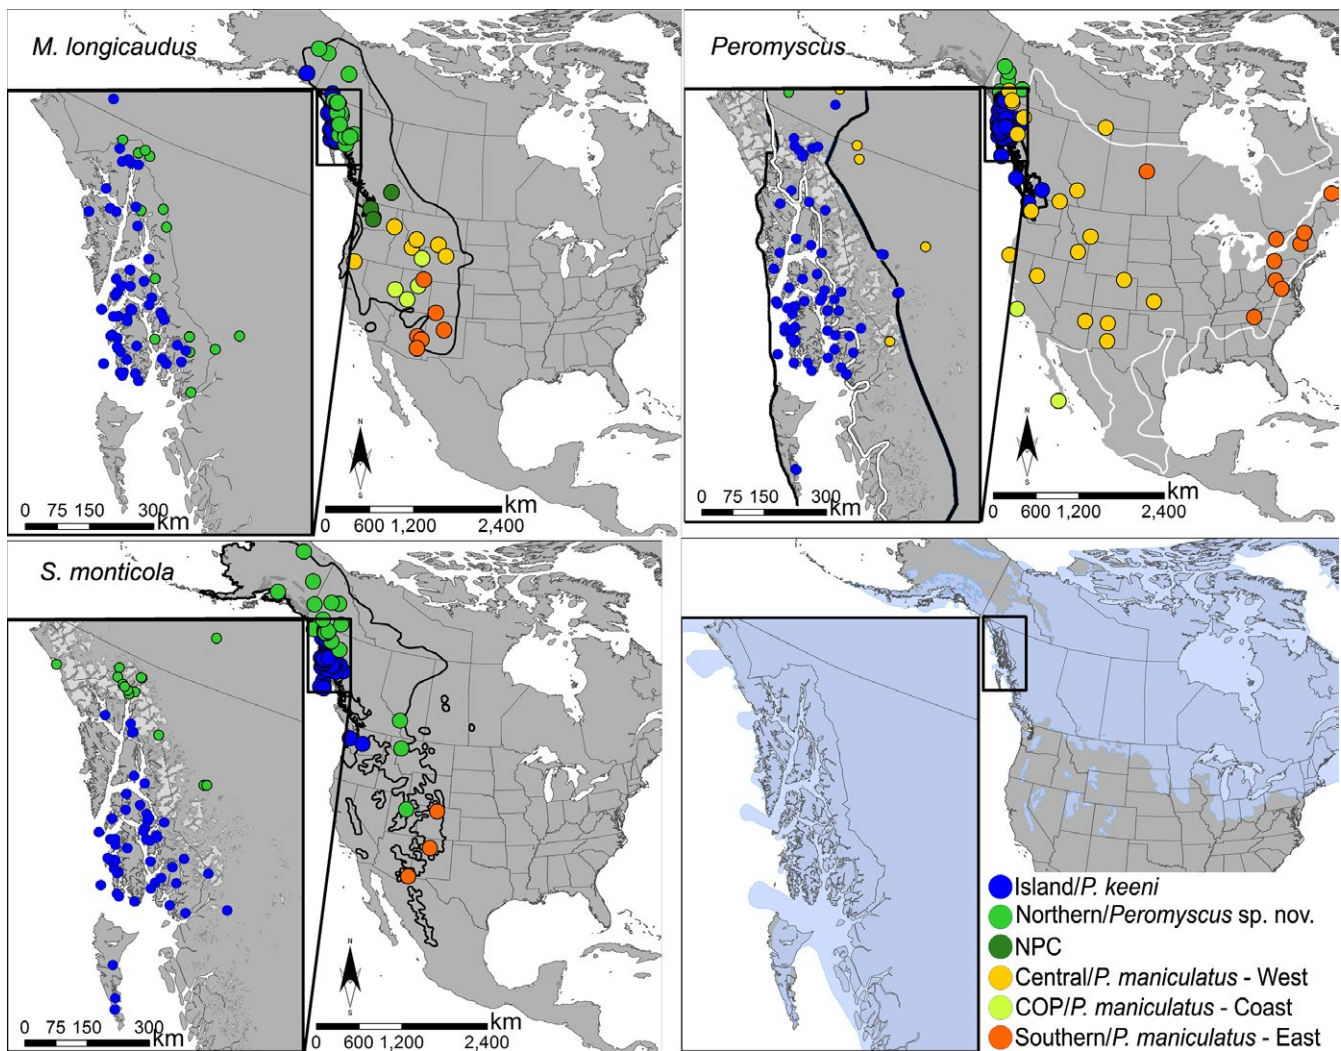 M. longicaudus
N
S
0 75 150 300
km
0 600 1,200 2,400
km
Peromyscus
N
S
0 75 150 300
km
0 600 1,200 2,400
km
S. monticola
N
S
0 75 150 300
km
0 600 1,200 2,400
km
Island/P. keeni
Northern/Peromyscus sp. nov.
NPC
Central/P. maniculatus - West
COP/P. maniculatus - Coast
Southern/P. maniculatus - East